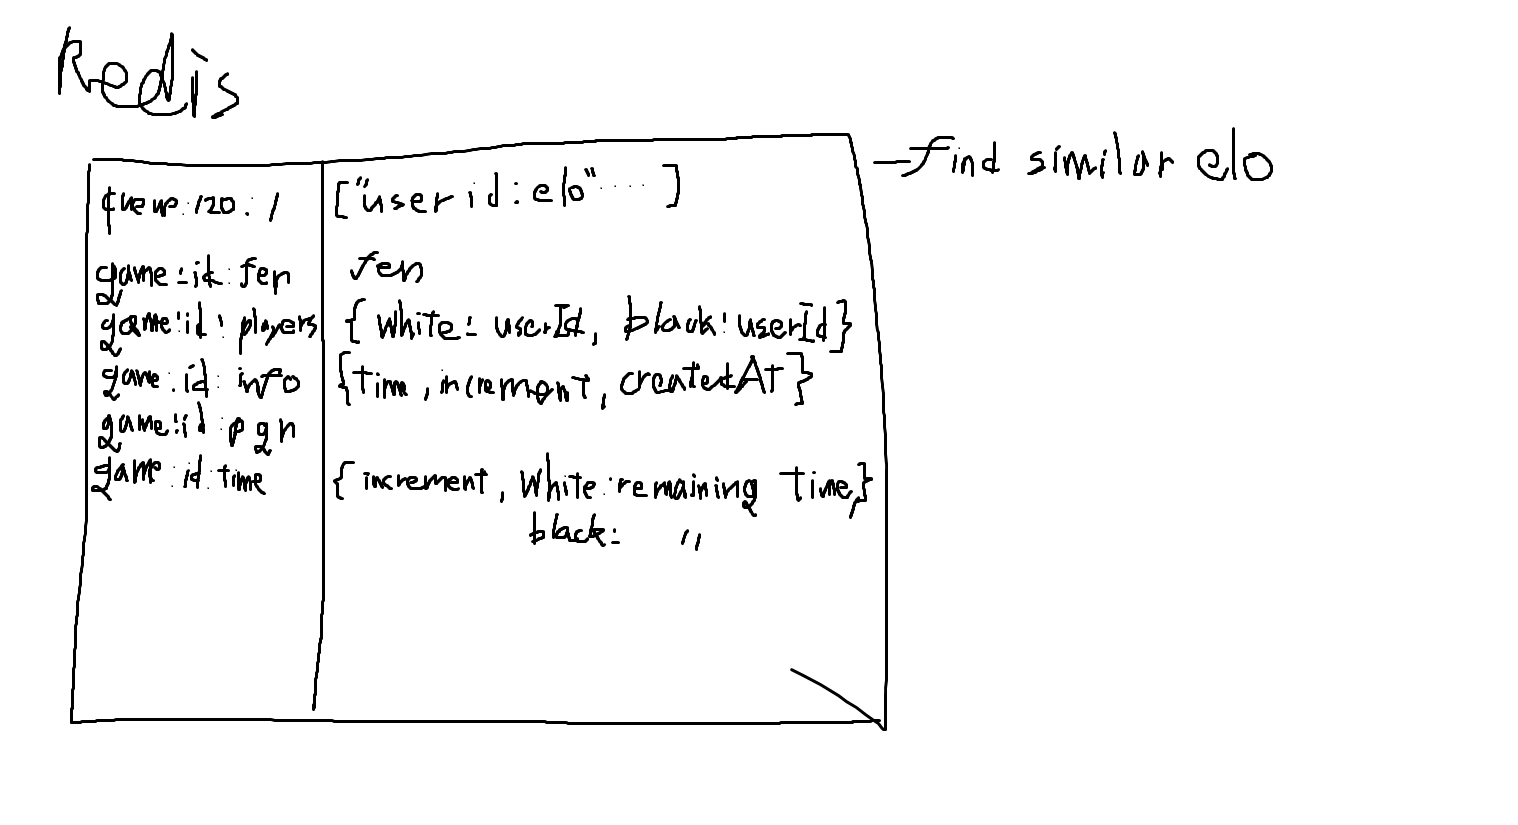 Redis
queue:120:1 ["userid:elo"....] - find similar elo
game:id:fen fen
game:id:players {white: userId, black:userId}
game:id:info {time, increment, createdAt}
game:id:pgn
game:id:time {increment, White:remaining time,}
black: "